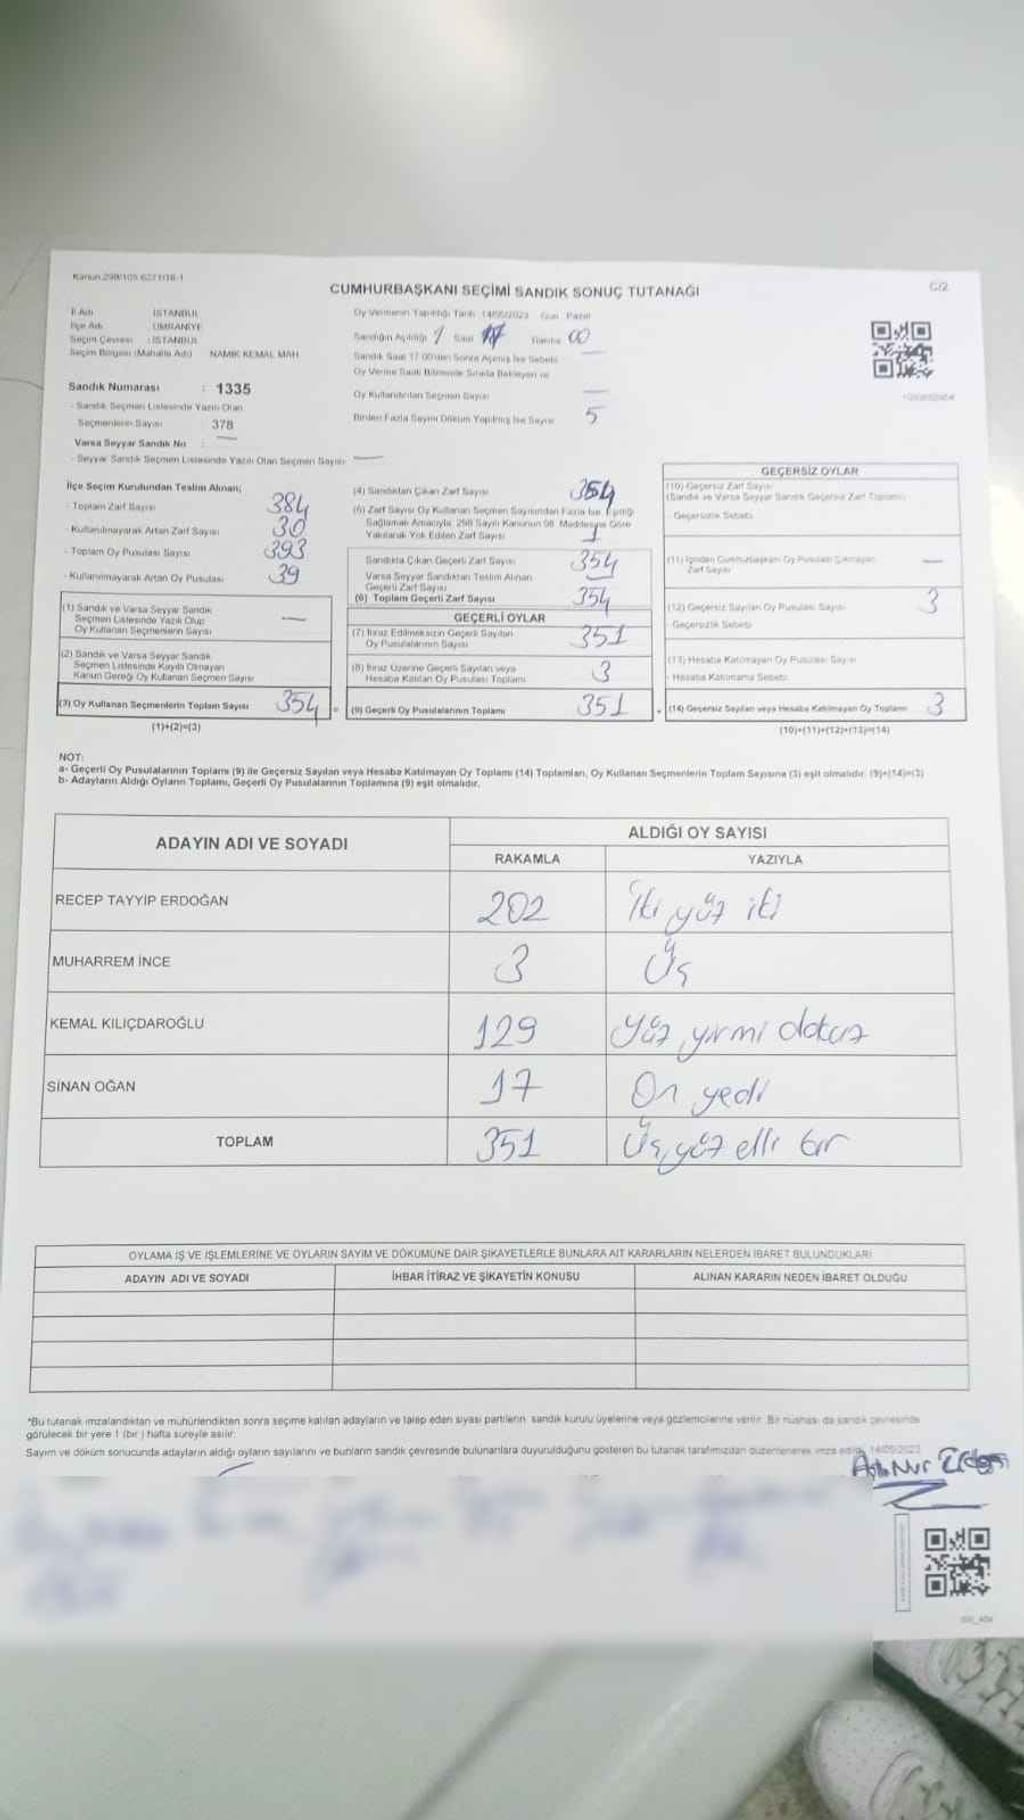 Kanun 298/105 6271/18-1
CUMHURBAŞKANI SEÇİMİ SANDIK SONUÇ TUTANAĞI
C/2
İl Adı : İSTANBUL
İlçe Adı : ÜMRANİYE
Seçim Çevresi : İSTANBUL
Seçim Bölgesi (Mahalle Adı) NAMIK KEMAL MAH
Sandık Numarası : 1335
- Sandık Seçmen Listesinde Yazılı Olan
Seçmenlerin Sayısı 378
Varsa Seyyar Sandık No :
- Seyyar Sandık Seçmen Listesinde Yazılı Olan Seçmen Sayısı
Oy Vermenin Yapıldığı Tarih 14/05/2023 Gün Pazar
Sandığın Açıldığı Saat 17 Dakika 00
Sandık Saat 17.00'den Sonra Açılmış İse Sebebi
Oy Verme Saati Bitiminde Sırada Bekleyen ve
Oy Kullandırılan Seçmen Sayısı
Birden Fazla Sayım Döküm Yapılmış İse Sayısı 5
İlçe Seçim Kurulundan Teslim Alınan;
- Toplam Zarf Sayısı 384
- Kullanılmayarak Artan Zarf Sayısı 30
- Toplam Oy Pusulası Sayısı 393
- Kullanılmayarak Artan Oy Pusulası 39
(1) Sandık ve Varsa Seyyar Sandık
Seçmen Listesinde Yazılı Olup
Oy Kullanan Seçmenlerin Sayısı
(2) Sandık ve Varsa Seyyar Sandık
Seçmen Listesinde Kayıtlı Olmayan
Kanun Gereği Oy Kullanan Seçmen Sayısı
(3) Oy Kullanan Seçmenlerin Toplam Sayısı 354
(1)+(2)=(3)
(4) Sandıktan Çıkan Zarf Sayısı 354
(5) Zarf Sayısı Oy Kullanan Seçmen Sayısından Fazla İse, Eşitliği
Sağlamak Amacıyla, 298 Sayılı Kanunun 98. Maddesine Göre
Yakılarak Yok Edilen Zarf Sayısı 1
Sandıkta Çıkan Geçerli Zarf Sayısı 354
Varsa Seyyar Sandıktan Teslim Alınan
Geçerli Zarf Sayısı
(6) Toplam Geçerli Zarf Sayısı 354
GEÇERLİ OYLAR
(7) İtiraz Edilmeksizin Geçerli Sayılan
Oy Pusulalarının Sayısı 351
(8) İtiraz Üzerine Geçerli Sayılan veya
Hesaba Katılan Oy Pusulası Toplamı 3
(9) Geçerli Oy Pusulalarının Toplamı 351
GEÇERSİZ OYLAR
(10) Geçersiz Zarf Sayısı
(Sandık ve Varsa Seyyar Sandık Geçersiz Zarf Toplamı)
- Geçersizlik Sebebi
(11) İçinden Cumhurbaşkanı Oy Pusulası Çıkmayan
Zarf Sayısı
(12) Geçersiz Sayılan Oy Pusulası Sayısı 3
- Geçersizlik Sebebi
(13) Hesaba Katılmayan Oy Pusulası Sayısı
- Hesaba Katılmama Sebebi
(14) Geçersiz Sayılan veya Hesaba Katılmayan Oy Toplamı 3
(10)+(11)+(12)+(13)=(14)
NOT:
a- Geçerli Oy Pusulalarının Toplamı (9) ile Geçersiz Sayılan veya Hesaba Katılmayan Oy Toplamı (14) Toplamları, Oy Kullanan Seçmenlerin Toplam Sayısına (3) eşit olmalıdır. (9)+(14)=(3)
b- Adayların Aldığı Oyların Toplamı, Geçerli Oy Pusulalarının Toplamına (9) eşit olmalıdır.
ADAYIN ADI VE SOYADI
ALDIĞI OY SAYISI
RAKAMLA YAZIYLA
RECEP TAYYİP ERDOĞAN 202 İki yüz iki
MUHARREM İNCE 3 Üç
KEMAL KILIÇDAROĞLU 129 Yüz yirmi dokuz
SİNAN OĞAN 17 On yedi
TOPLAM 351 Üç yüz elli bir
OYLAMA İŞ VE İŞLEMLERİNE VE OYLARIN SAYIM VE DÖKÜMÜNE DAİR ŞİKAYETLERLE BUNLARA AİT KARARLARIN NELERDEN İBARET BULUNDUKLARI
ADAYIN ADI VE SOYADI İHBAR İTİRAZ VE ŞİKAYETİN KONUSU ALINAN KARARIN NEDEN İBARET OLDUĞU
*Bu tutanak imzalandıktan ve mühürlendikten sonra seçime katılan adayların ve talep eden siyasi partilerin sandık kurulu üyelerine veya gözlemcilerine verilir. Bir nüshası da sandık çevresinde
görülecek bir yere 1 (bir ) hafta süreyle asılır.
Sayım ve döküm sonucunda adayların aldığı oyların sayılarını ve bunların sandık çevresinde bulunanlara duyurulduğunu gösteren bu tutanak tarafımızdan düzenlenerek imza edildi. 14/05/2023